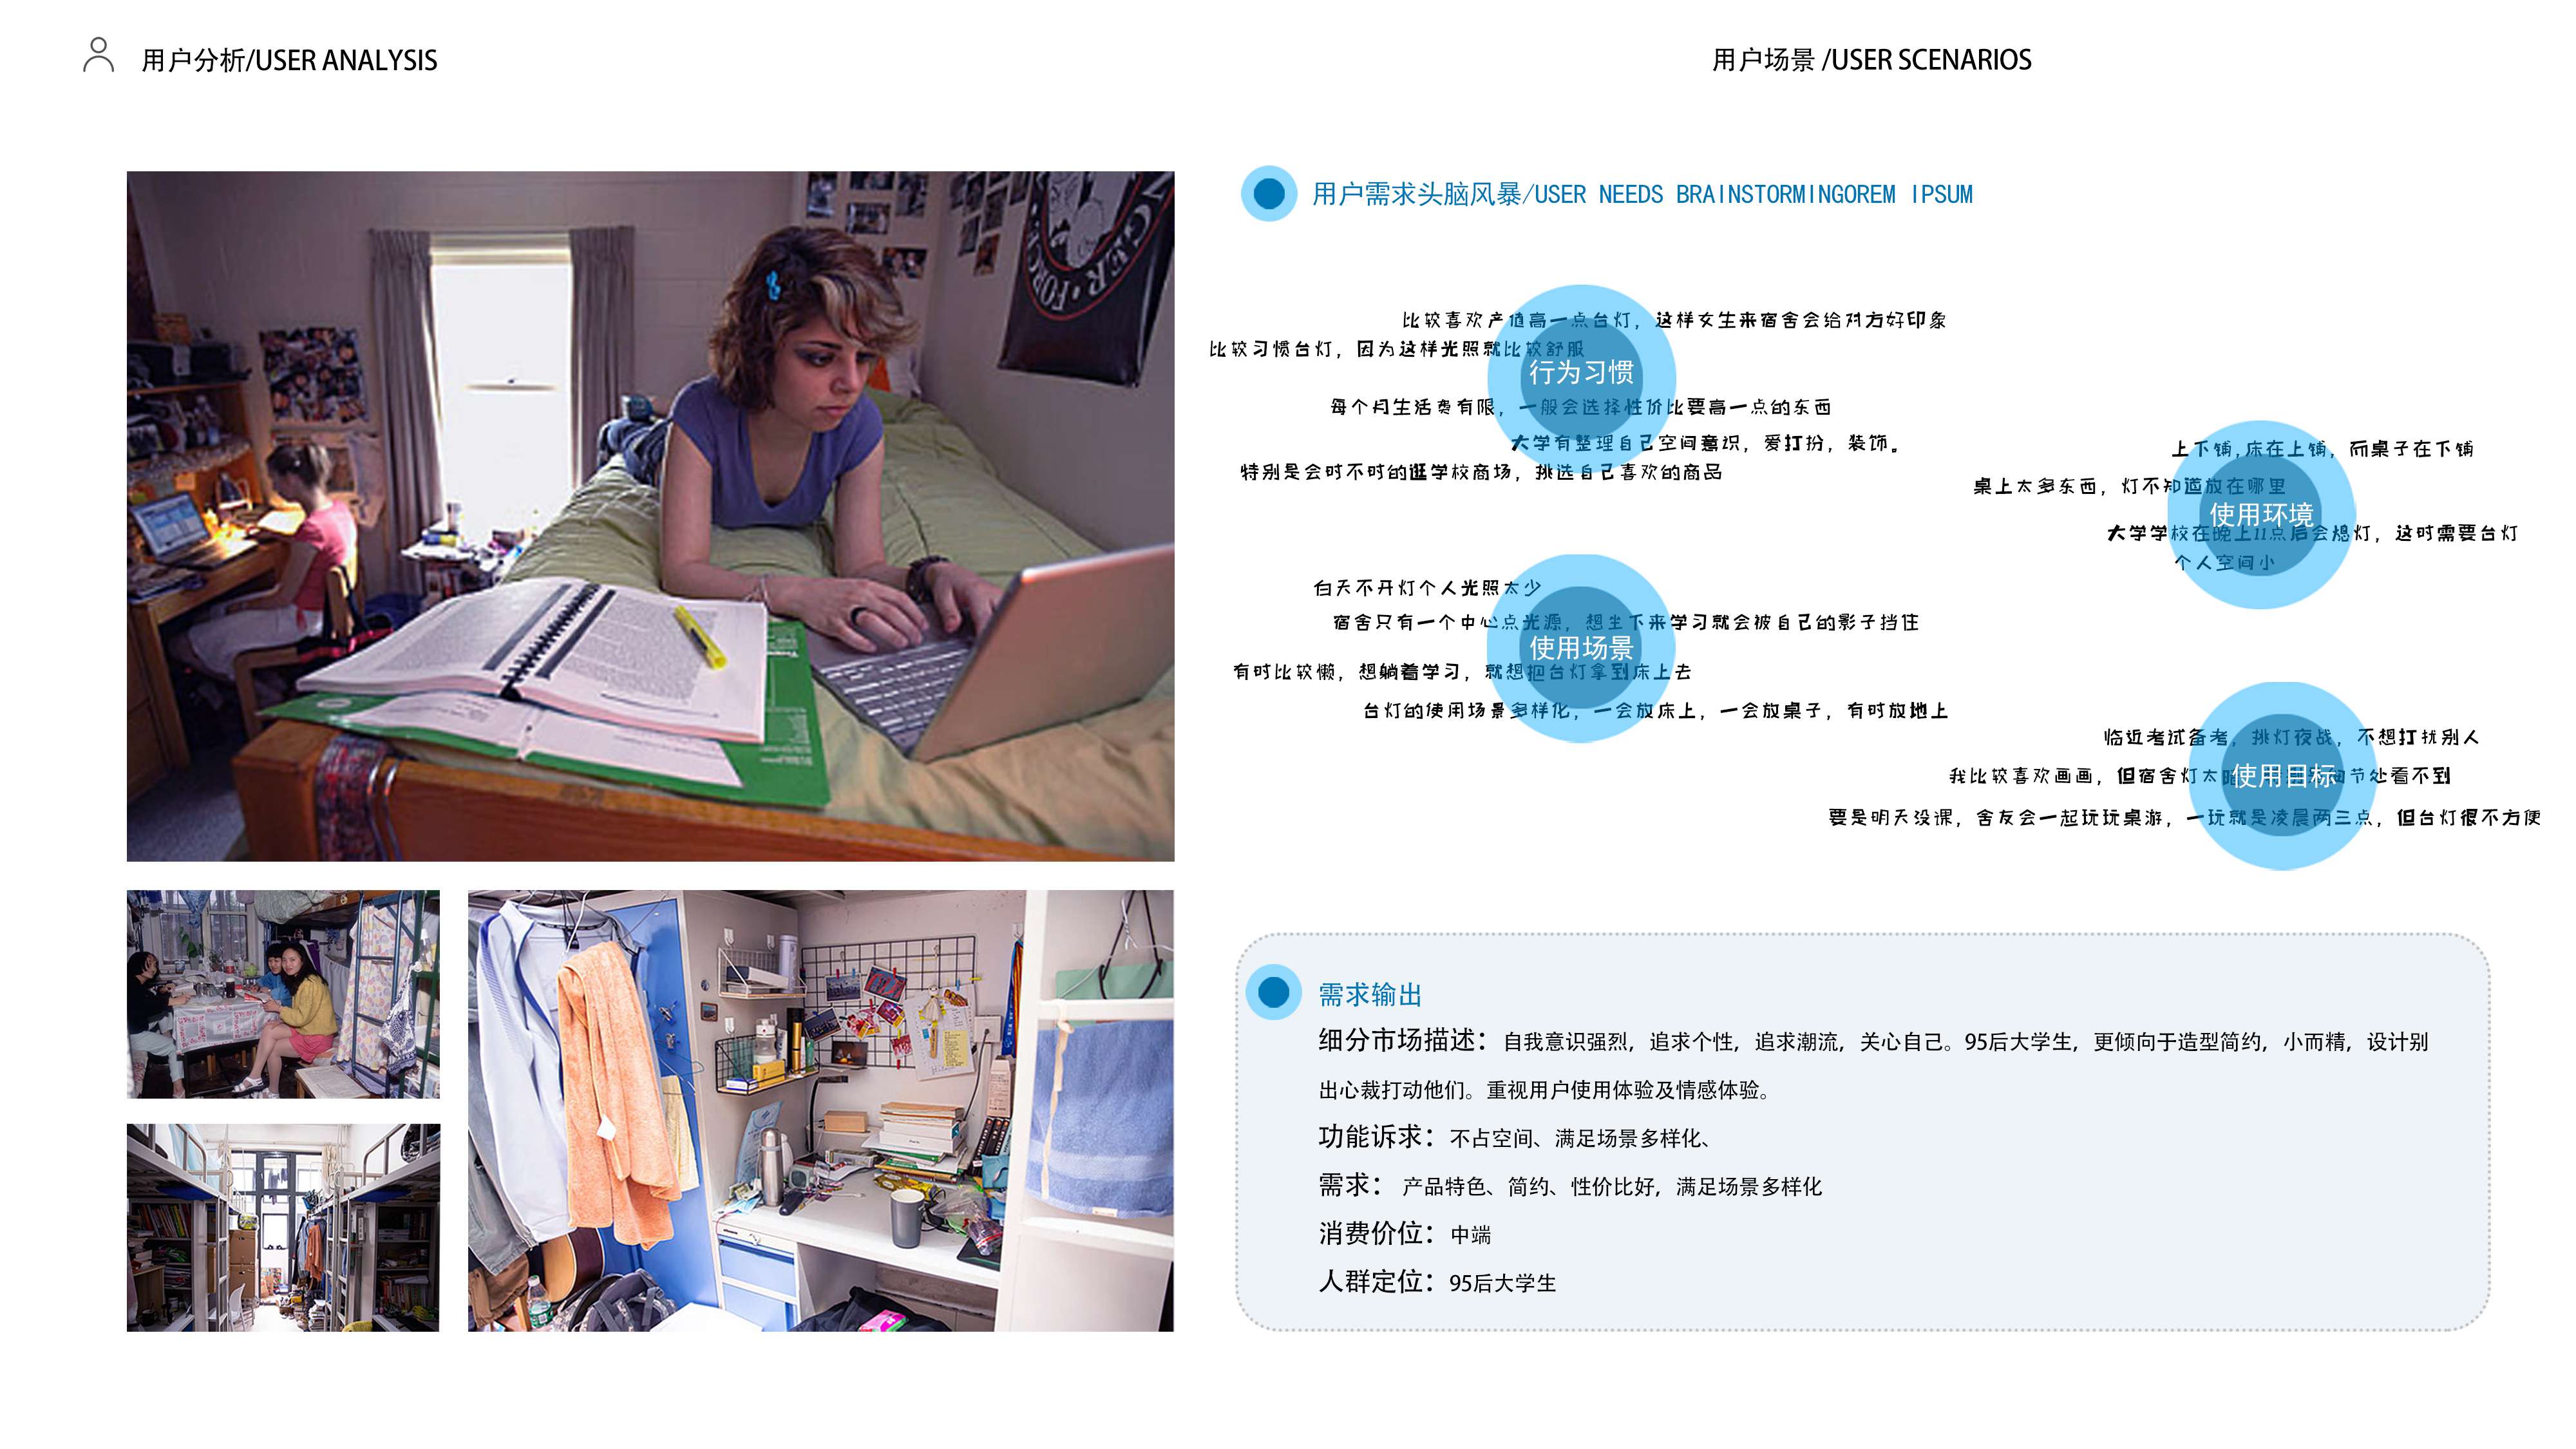 用户分析/USER ANALYSIS
用户场景 /USER SCENARIOS
用户需求头脑风暴/USER NEEDS BRAINSTORMINGOREM IPSUM
比较喜欢产值高一点台灯，这样女生来宿舍会给对方好印象
比较习惯台灯，因为这样光照就比较舒服
行为习惯
每个月生活费有限，一般会选择性价比要高一点的东西
大学有整理自己空间意识，爱打扮，装饰。
特别是会时不时的逛学校商场，挑选自己喜欢的商品
上下铺，床在上铺，而桌子在下铺
桌上太多东西，灯不知道放在哪里
使用环境
大学学校在晚上11点后会熄灯，这时需要台灯
个人空间小
白天不开灯个人光照太少
宿舍只有一个中心点光源，想坐下来学习就会被自己的影子挡住
使用场景
有时比较懒，想躺着学习，就想把台灯拿到床上去
台灯的使用场景多样化，一会放床上，一会放桌子，有时放地上
临近考试备考，挑灯夜战，不想打扰别人
我比较喜欢画画，但宿舍灯太暗 细节处看不到
使用目标
要是明天没课，舍友会一起玩玩桌游，一玩就是凌晨两三点，但台灯很不方便
需求输出
细分市场描述：自我意识强烈，追求个性，追求潮流，关心自己。95后大学生，更倾向于造型简约，小而精，设计别
出心裁打动他们。重视用户使用体验及情感体验。
功能诉求：不占空间、满足场景多样化、
需求： 产品特色、简约、性价比好，满足场景多样化
消费价位：中端
人群定位：95后大学生